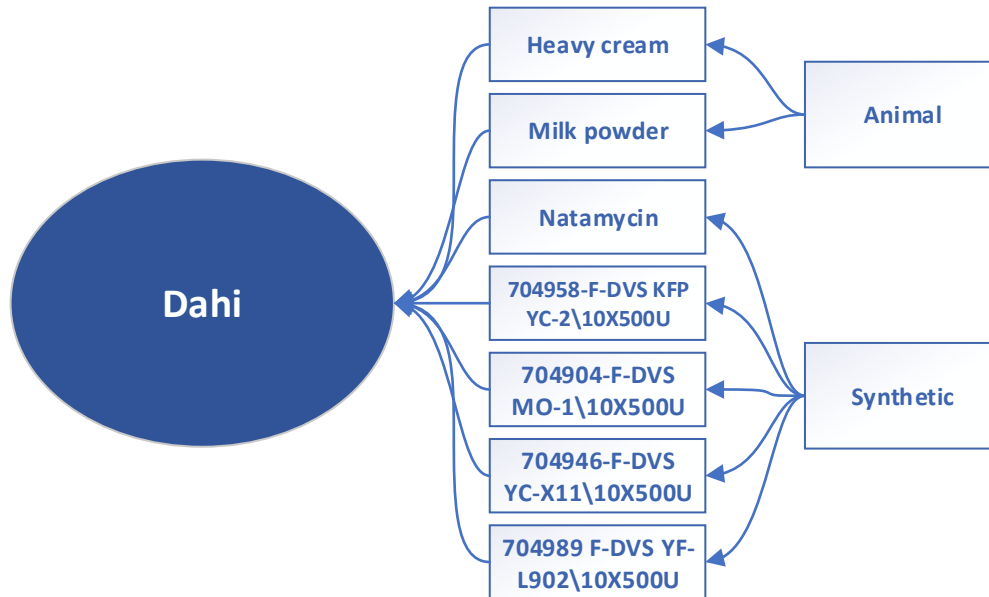 Heavy cream
Milk powder
Animal
Natamycin
Dahi
704958-F-DVS KFP
YC-2\10X500U
704904-F-DVS
MO-1\10X500U
Synthetic
704946-F-DVS
YC-X11\10X500U
704989 F-DVS YF-
L902\10X500U